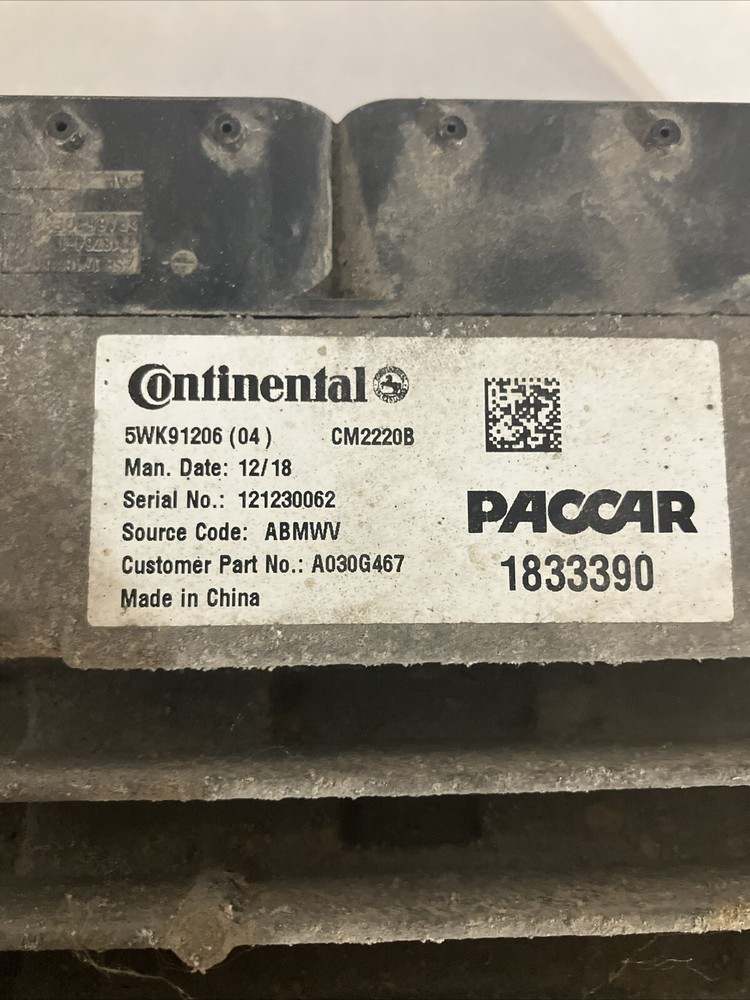 Continental
5WK91206 (04 ) CM2220B
Man. Date: 12/18
Serial No.: 121230062
Source Code: ABMWV
Customer Part No.: A030G467
Made in China
PACCAR
1833390